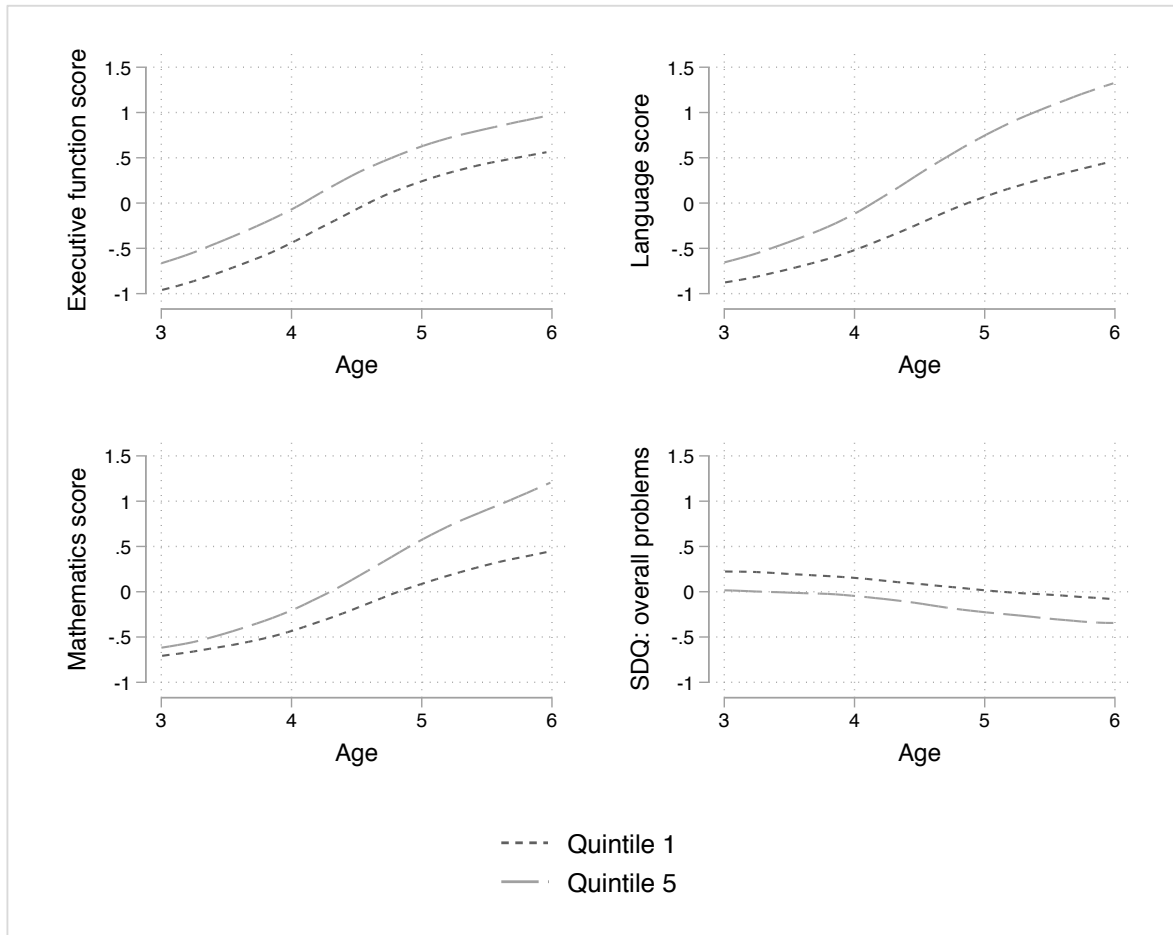 Executive function score
1.5
1
.5
0
-.5
-1
3 4 5 6
Age
Language score
1.5
1
.5
0
-.5
-1
3 4 5 6
Age
Mathematics score
1.5
1
.5
0
-.5
-1
3 4 5 6
Age
SDQ: overall problems
1.5
1
.5
0
-.5
-1
3 4 5 6
Age
Quintile 1
Quintile 5